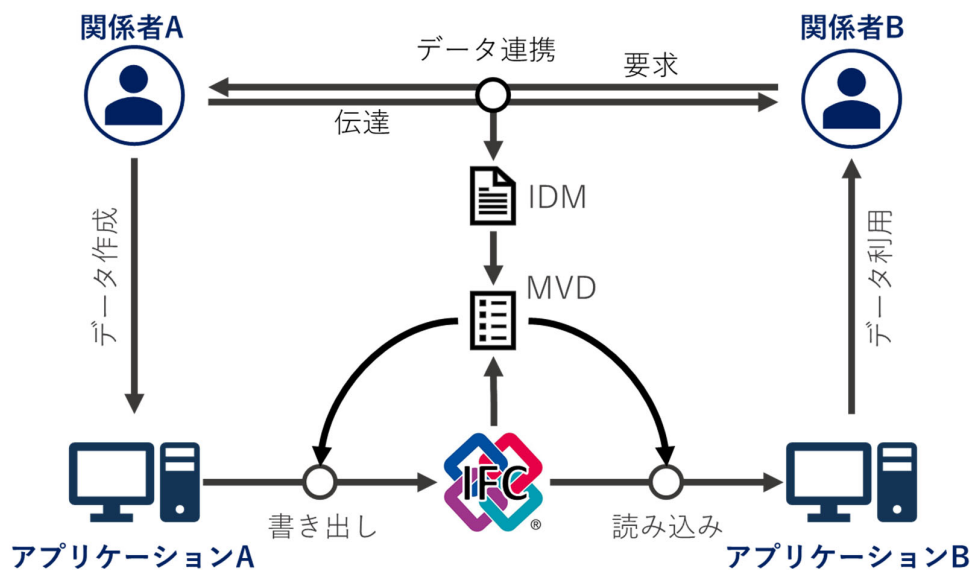 関係者A
関係者B
データ連携
要求
伝達
IDM
データ作成
データ利用
MVD
IFC
®
書き出し
読み込み
アプリケーションA
アプリケーションB